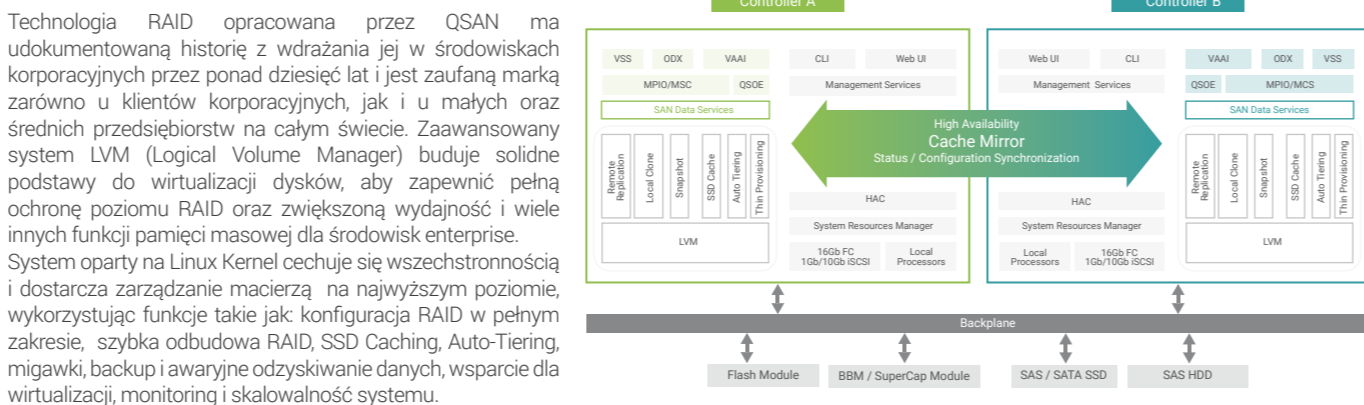 Technologia RAID opracowana przez QSAN ma
udokumentowaną historię z wdrażania jej w środowiskach
korporacyjnych przez ponad dziesięć lat i jest zaufaną marką
zarówno u klientów korporacyjnych, jak i u małych oraz
średnich przedsiębiorstw na całym świecie. Zaawansowany
system LVM (Logical Volume Manager) buduje solidne
podstawy do wirtualizacji dysków, aby zapewnić pełną
ochronę poziomu RAID oraz zwiększoną wydajność i wiele
innych funkcji pamięci masowej dla środowisk enterprise.
System oparty na Linux Kernel cechuje się wszechstronnością
i dostarcza zarządzanie macierzą na najwyższym poziomie,
wykorzystując funkcje takie jak: konfiguracja RAID w pełnym
zakresie, szybka odbudowa RAID, SSD Caching, Auto-Tiering,
migawki, backup i awaryjne odzyskiwanie danych, wsparcie dla
wirtualizacji, monitoring i skalowalność systemu.
Controller A
VSS ODX VAAI
MPIO/MSC QSOE
SAN Data Services
Remote
Replication
Local Clone
Snapshot
SSD Cache
Auto Tiering
Thin Provisioning
LVM
CLI Web UI
Management Services
HAC
System Resources Manager
16Gb FC
1Gb/10Gb iSCSI
Local
Processors
High Availability
Cache Mirror
Status / Configuration Synchronization
Controller B
Web UI CLI
Management Services
HAC
System Resources Manager
Local
Processors
16Gb FC
1Gb/10Gb iSCSI
VAAI ODX VSS
QSOE MPIO/MCS
SAN Data Services
Remote
Replication
Local Clone
Snapshot
SSD Cache
Auto Tiering
Thin Provisioning
LVM
Backplane
Flash Module
BBM / SuperCap Module
SAS / SATA SSD
SAS HDD